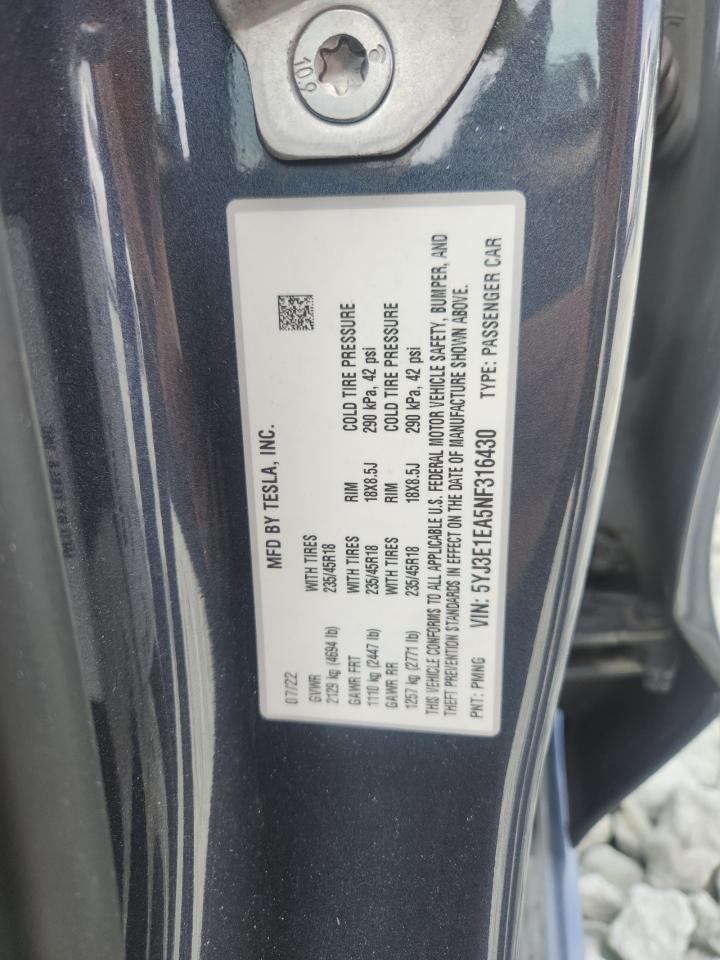 10.9
MFD BY TESLA, INC.
07/22
GVWR WITH TIRES
2129 kg (4694 lb) 235/45R18
GAWR FRT WITH TIRES RIM COLD TIRE PRESSURE
1110 kg (2447 lb) 235/45R18 18X8.5J 290 kPa, 42 psi
GAWR RR WITH TIRES RIM COLD TIRE PRESSURE
1257 kg (2771 lb) 235/45R18 18X8.5J 290 kPa, 42 psi
THIS VEHICLE CONFORMS TO ALL APPLICABLE U.S. FEDERAL MOTOR VEHICLE SAFETY, BUMPER, AND
THEFT PREVENTION STANDARDS IN EFFECT ON THE DATE OF MANUFACTURE SHOWN ABOVE.
PNT: PMNG VIN: 5YJ3E1EA5NF316430 TYPE: PASSENGER CAR